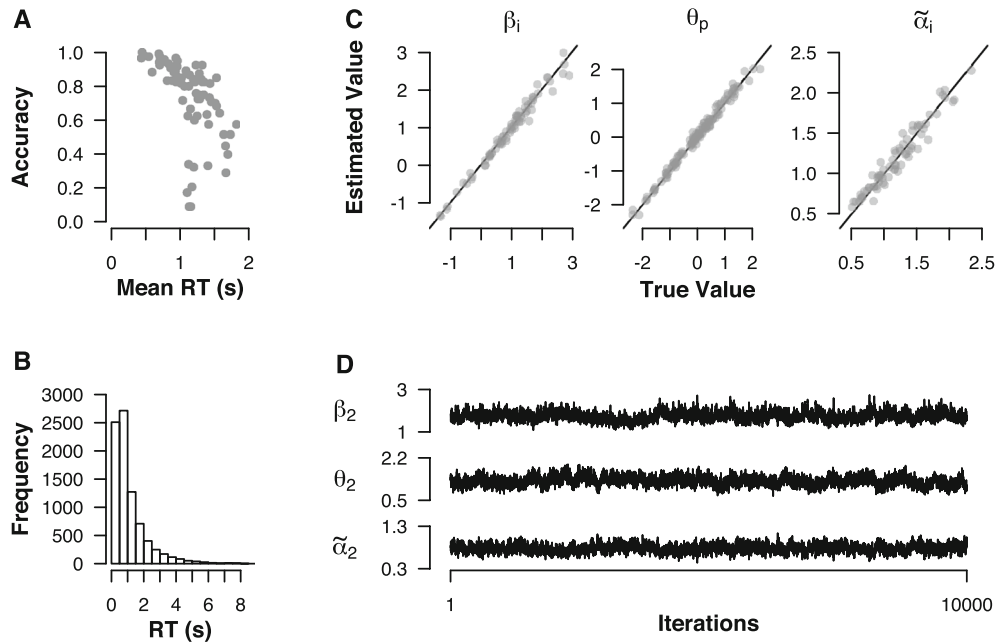 A
Accuracy
1.0
0.8
0.6
0.4
0.2
0.0
0 1 2
Mean RT (s)
C
βi θp α̃i
Estimated Value
3
2
1
0
-1
-1 1 3
2
1
0
-1
-2
-2 0 1 2
2.5
2.0
1.5
1.0
0.5
0.5 1.5 2.5
True Value
B
Frequency
3000
2500
2000
1500
1000
500
0
0 2 4 6 8
RT (s)
D
β2
3
1
θ2
2.2
0.5
α̃2
1.3
0.3
1 10000
Iterations